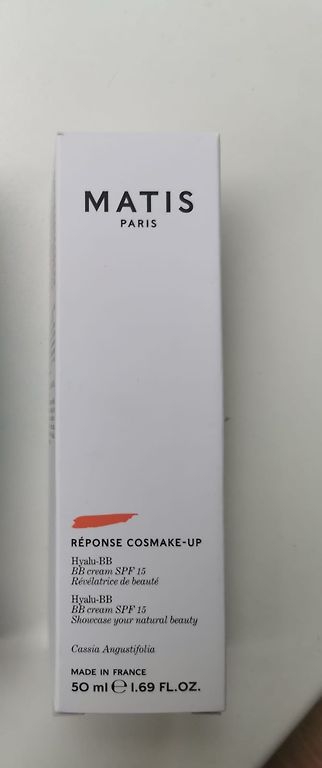 MATIS
PARIS
RÉPONSE COSMAKE-UP
Hyalu-BB
BB cream SPF 15
Révélatrice de beauté
Hyalu-BB
BB cream SPF 15
Showcase your natural beauty
Cassia Angustifolia
MADE IN FRANCE
50 ml ℮ 1.69 FL.OZ.